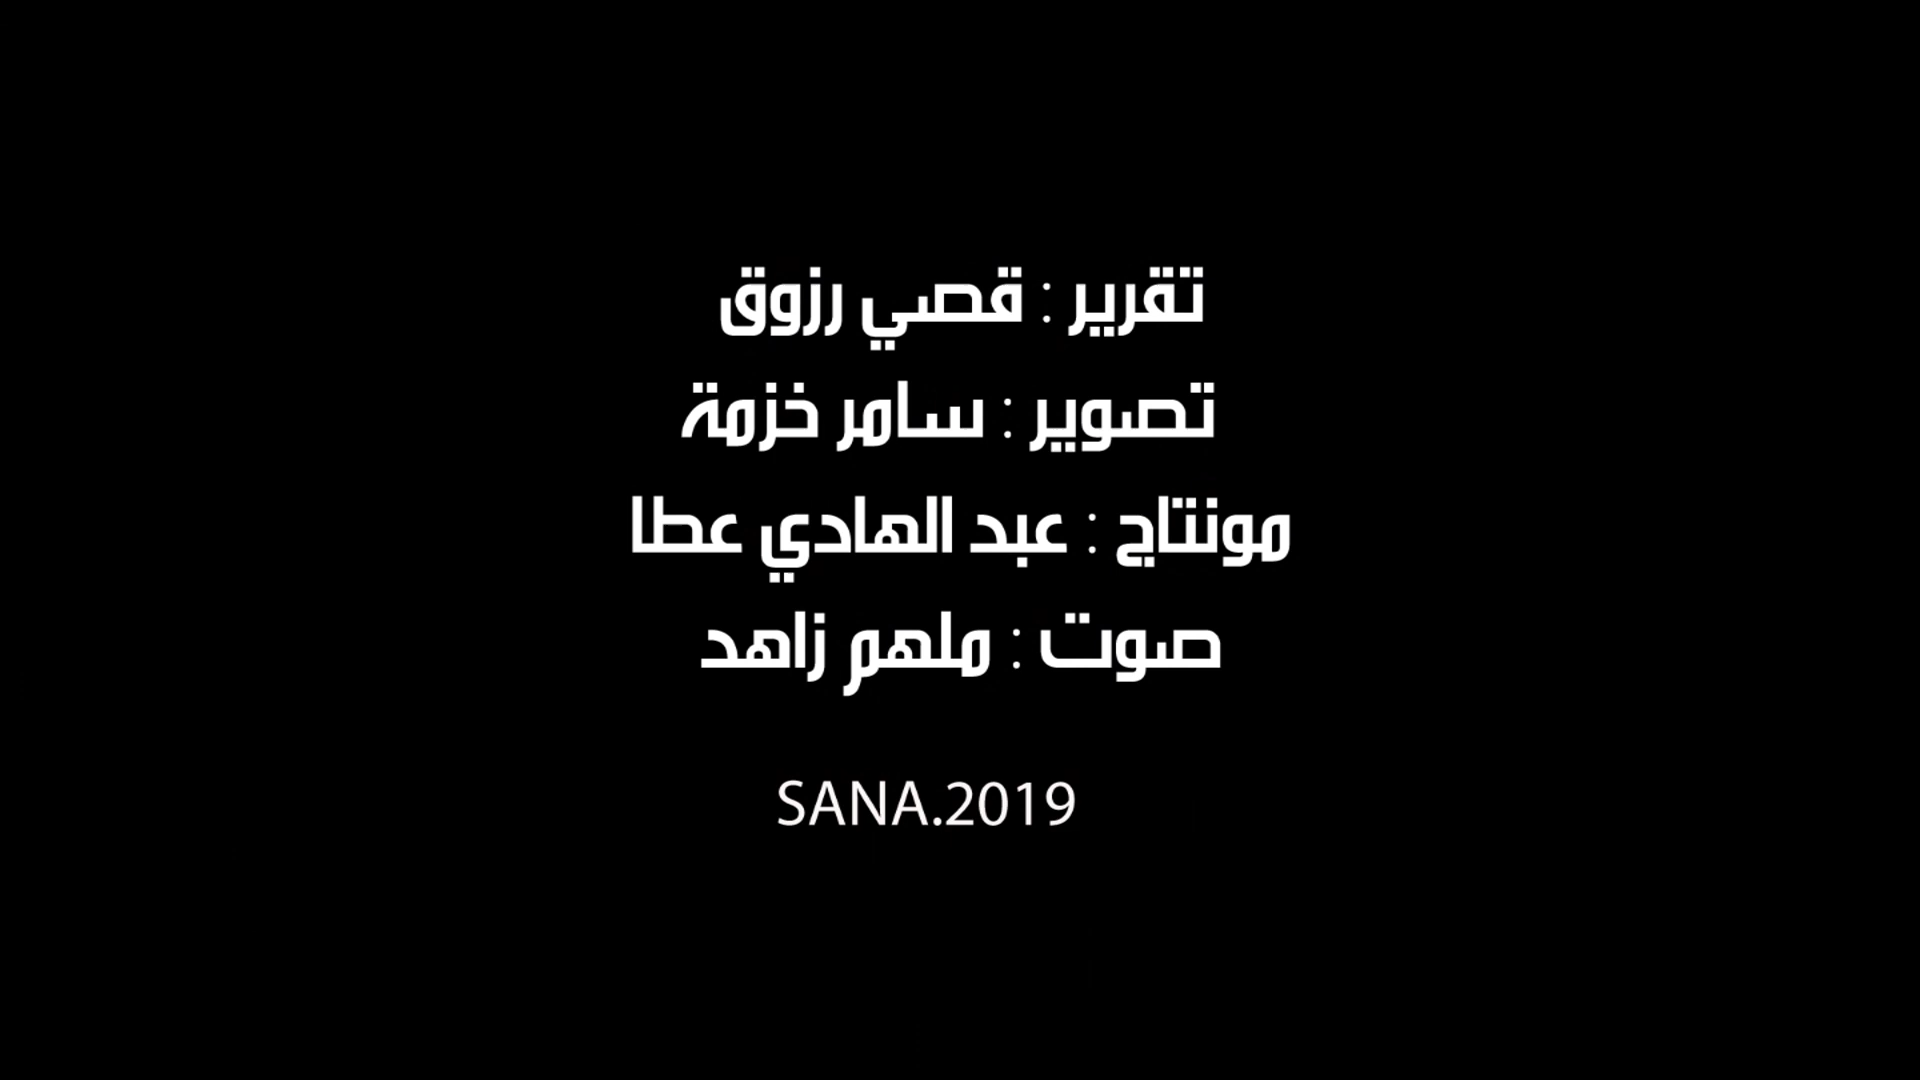 تقرير : قصي رزوق
تصوير : سامر خزمة
مونتاج : عبد الهادي عطا
صوت : ملهم زاهد
SANA.2019